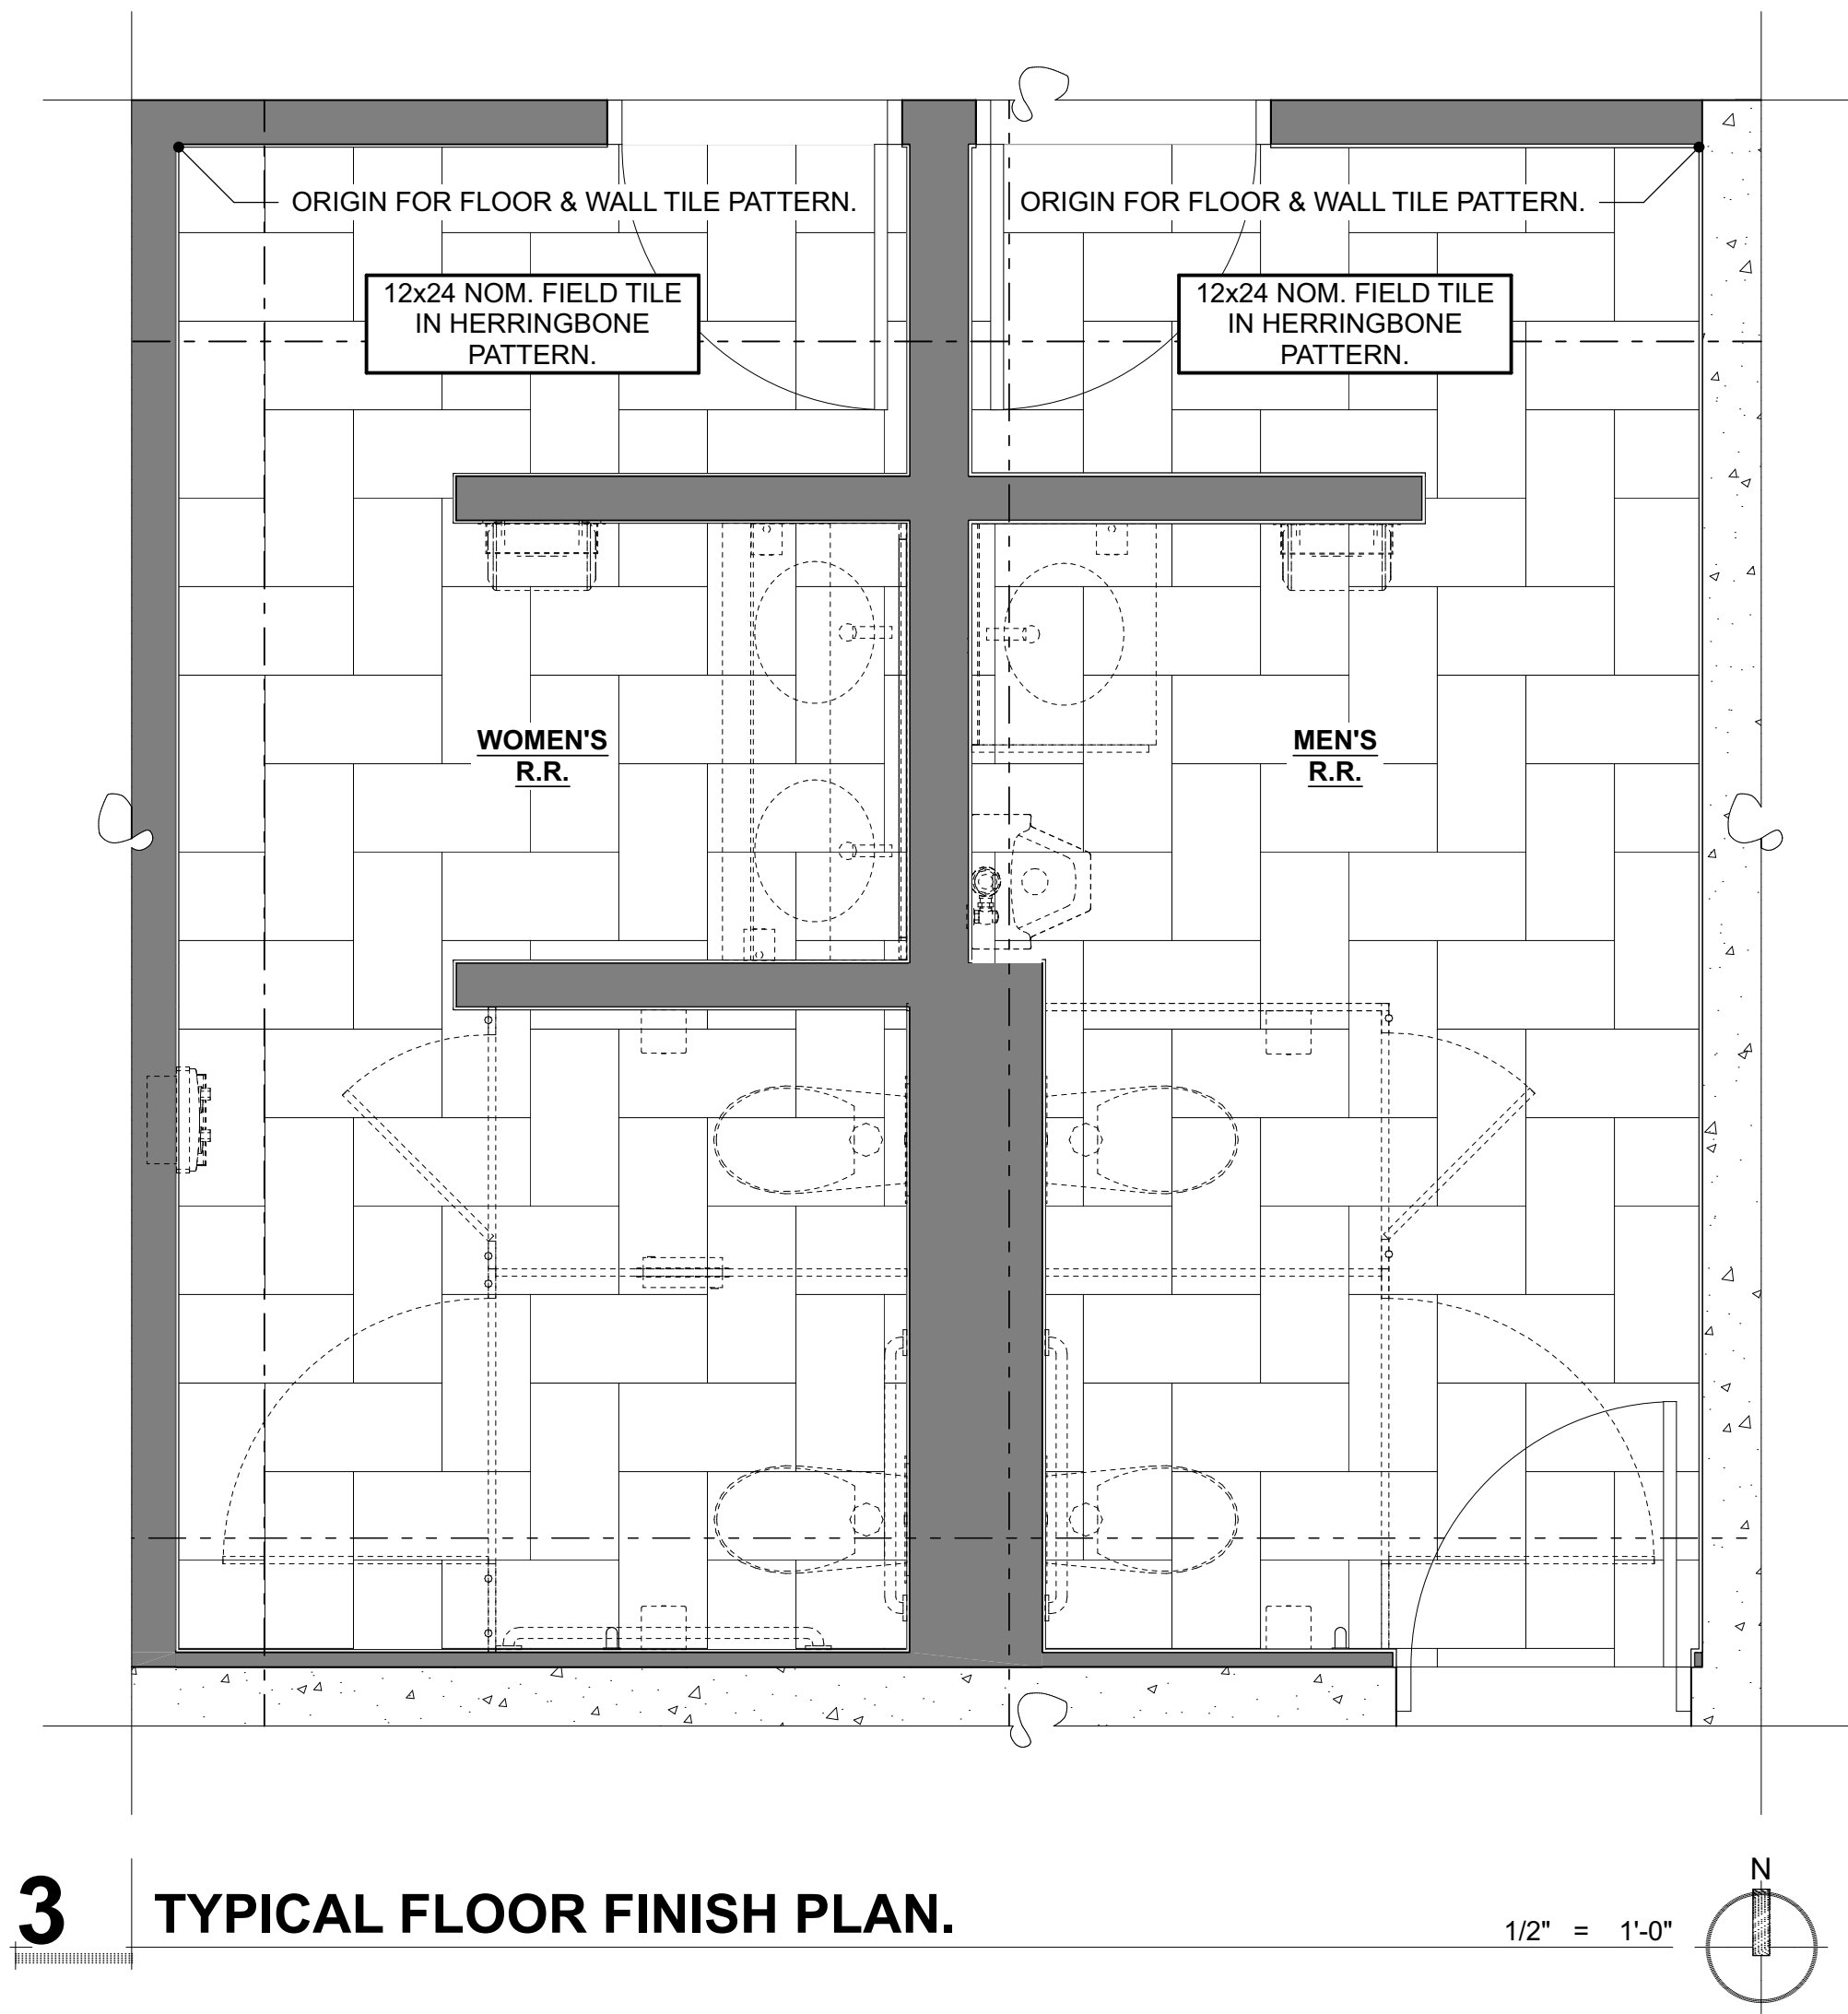 ORIGIN FOR FLOOR & WALL TILE PATTERN.
ORIGIN FOR FLOOR & WALL TILE PATTERN.
12x24 NOM. FIELD TILE
IN HERRINGBONE
PATTERN.
12x24 NOM. FIELD TILE
IN HERRINGBONE
PATTERN.
WOMEN'S
R.R.
MEN'S
R.R.
3
TYPICAL FLOOR FINISH PLAN.
1/2" = 1'-0"
N